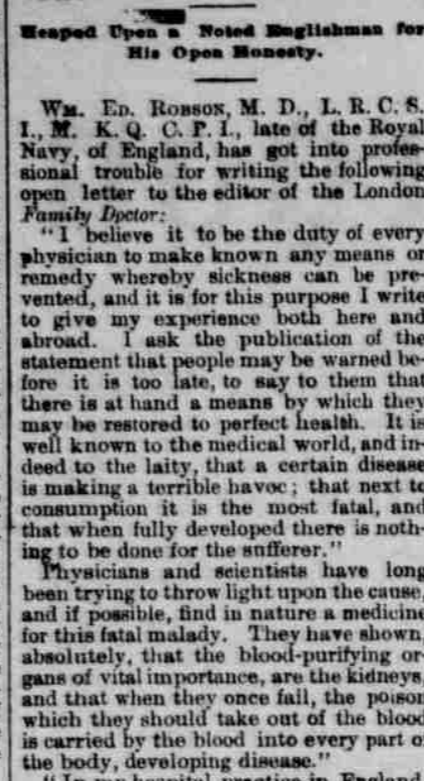 Heaped Upon a Noted Englishman for
His Open Honesty.
WM. ED. ROBSON, M. D., L. R. C. S.
I., M. K. Q. C. P. I., late of the Royal
Navy, of England, has got into profes-
sional trouble for writing the following
open letter to the editor of the London
Family Doctor:
"I believe it to be the duty of every
physician to make known any means or
remedy whereby sickness can be pre-
vented, and it is for this purpose I write
to give my experience both here and
abroad. I ask the publication of the
statement that people may be warned be-
fore it is too late, to say to them that
there is at hand a means by which they
may be restored to perfect health. It is
well known to the medical world, and in-
deed to the laity, that a certain disease
is making a terrible havoc; that next to
consumption it is the most fatal, and
that when fully developed there is noth-
ing to be done for the sufferer."
Physicians and scientists have long
been trying to throw light upon the cause,
and if possible, find in nature a medicine
for this fatal malady. They have shown,
absolutely, that the blood-purifying or-
gans of vital importance, are the kidneys,
and that when they once fail, the poison
which they should take out of the blood
is carried by the blood into every part of
the body, developing disease."
"In my hospital practice in England